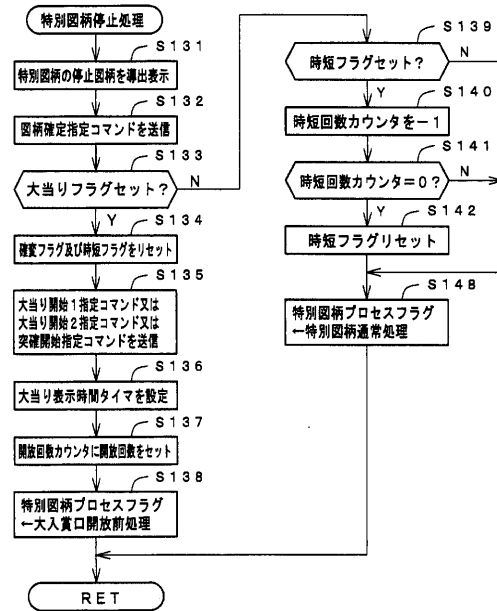 特別図柄停止処理
S131
特別図柄の停止図柄を導出表示
S132
図柄確定指定コマンドを送信
S133
大当りフラグセット?
N
Y
S134
確変フラグ及び時短フラグをリセット
S135
大当り開始1指定コマンド又は
大当り開始2指定コマンド又は
突確開始指定コマンドを送信
S136
大当り表示時間タイマを設定
S137
開放回数カウンタに開放回数をセット
S138
特別図柄プロセスフラグ
←大入賞口開放前処理
RET
S139
時短フラグセット?
N
Y
S140
時短回数カウンタを-1
S141
時短回数カウンタ=0?
N
Y
S142
時短フラグリセット
S148
特別図柄プロセスフラグ
←特別図柄通常処理